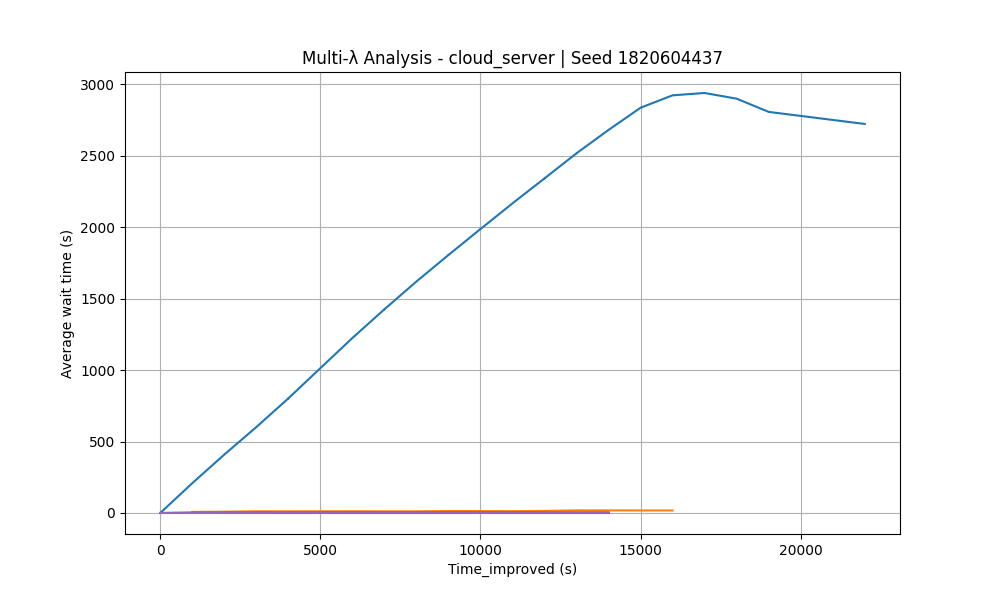 Multi-λ Analysis - cloud_server | Seed 1820604437
3000
2500
2000
1500
1000
500
0
Average wait time (s)
0 5000 10000 15000 20000
Time_improved (s)